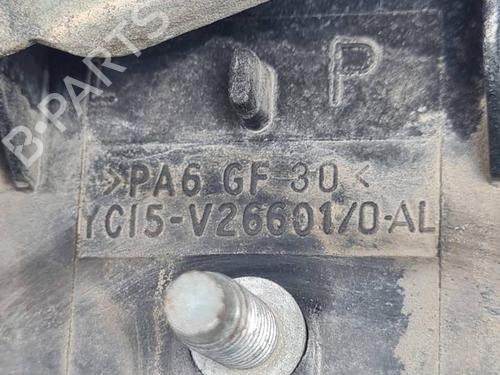 B-PARTS
P
>PA6 GF 30<
YC15-V26601/0-AL